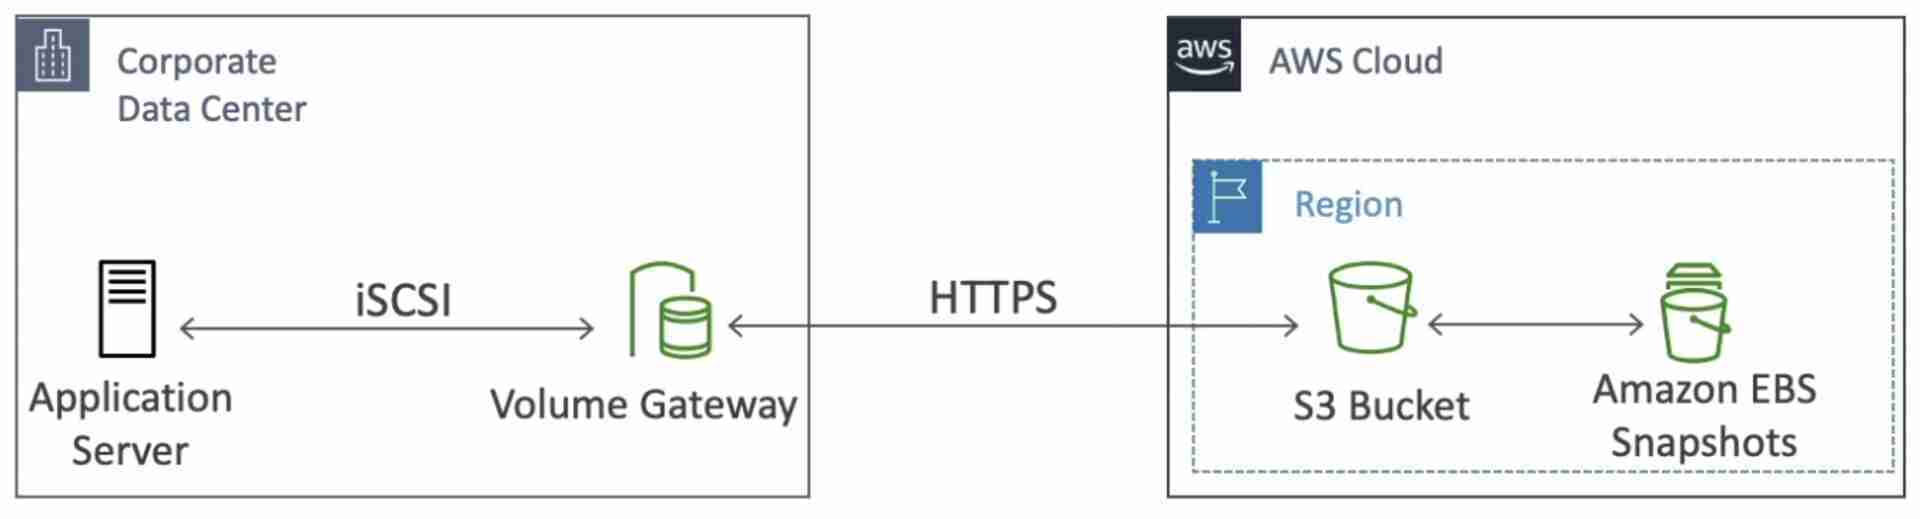 Corporate
Data Center
aws
AWS Cloud
Region
iSCSI
HTTPS
Application
Server
Volume Gateway
S3 Bucket
Amazon EBS
Snapshots